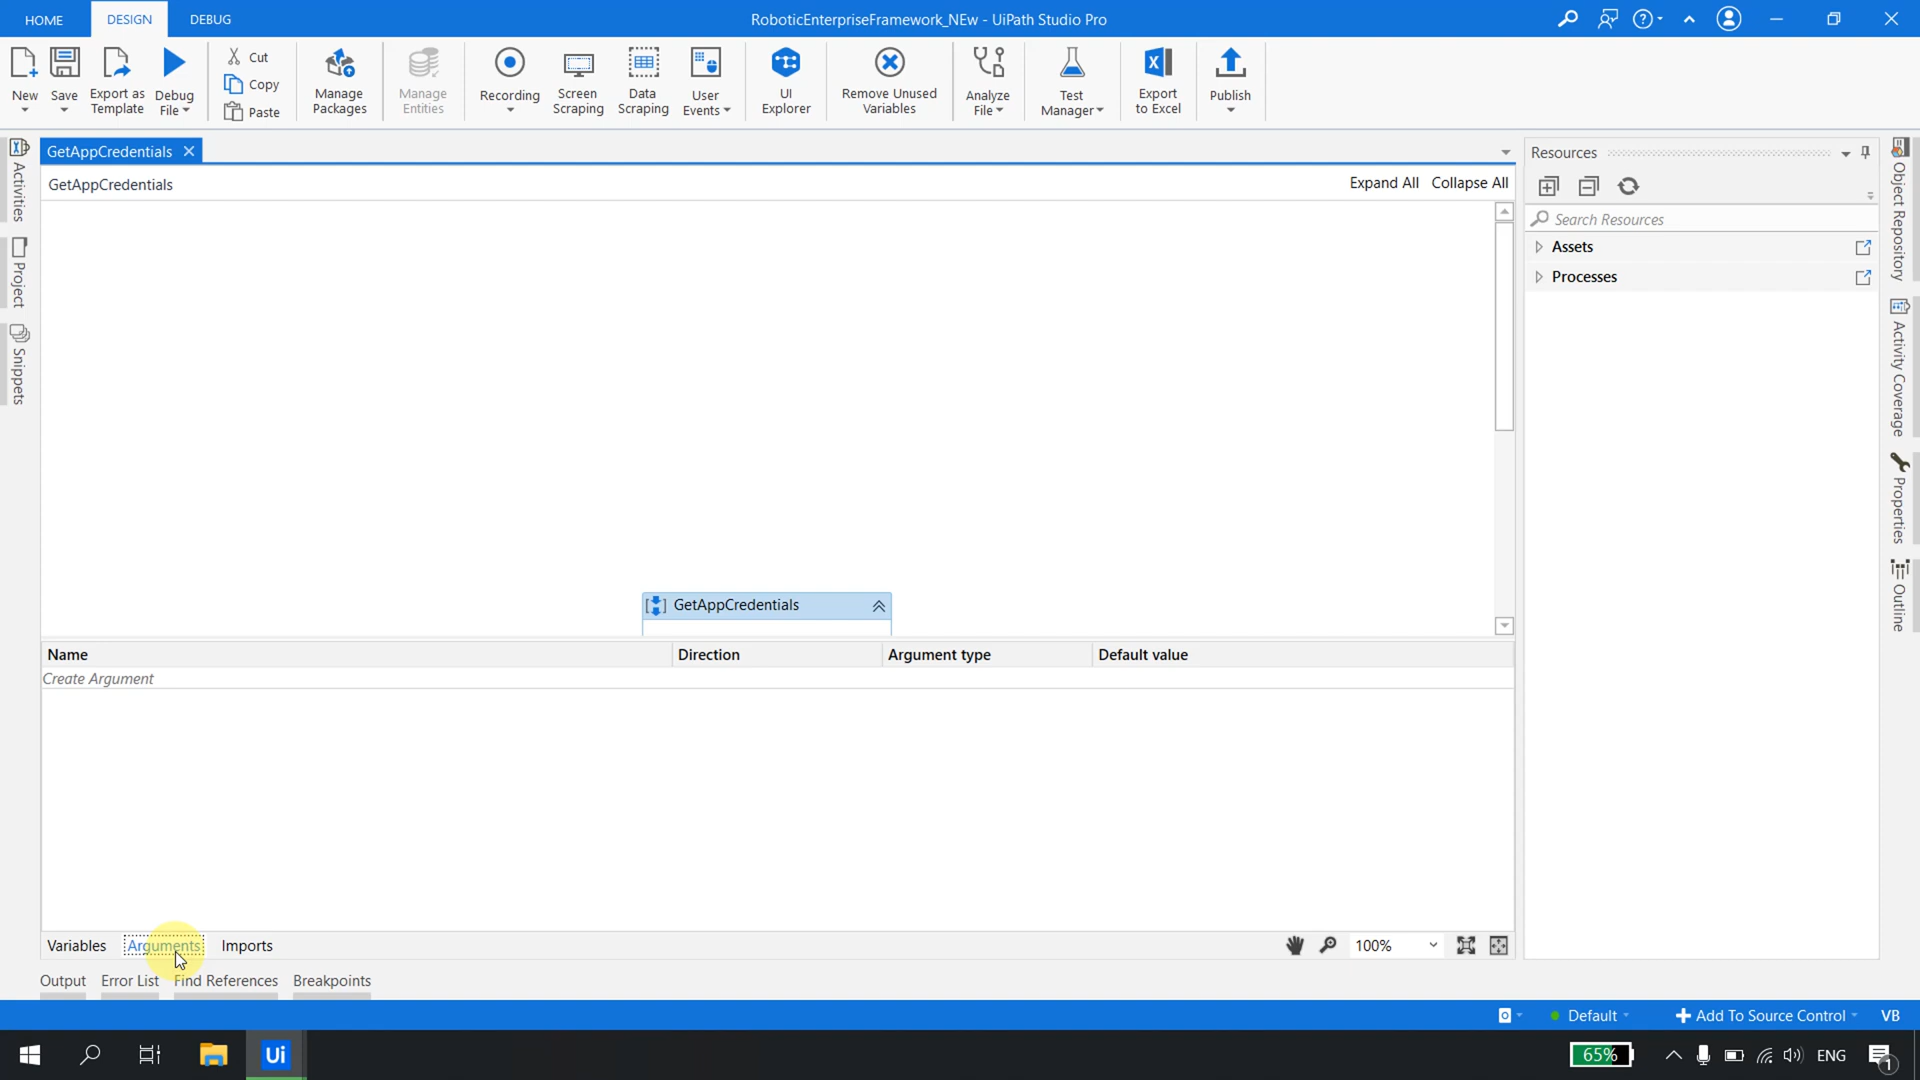 HOME
DESIGN
DEBUG
RoboticEnterpriseFramework_NEw - UiPath Studio Pro
New
Save
Export as
Template
Debug
File
Cut
Copy
Paste
Manage
Packages
Manage
Entities
Recording
Screen
Scraping
Data
Scraping
User
Events
UI
Explorer
Remove Unused
Variables
Analyze
File
Test
Manager
Export
to Excel
Publish
Activities
Project
Snippets
GetAppCredentials
GetAppCredentials
Expand All
Collapse All
GetAppCredentials
Name
Direction
Argument type
Default value
Create Argument
Variables
Arguments
Imports
100%
Output
Error List
Find References
Breakpoints
Resources
Search Resources
Assets
Processes
Object Repository
Activity Coverage
Properties
Outline
Default
Add To Source Control
VB
Ui
65%
ENG
1